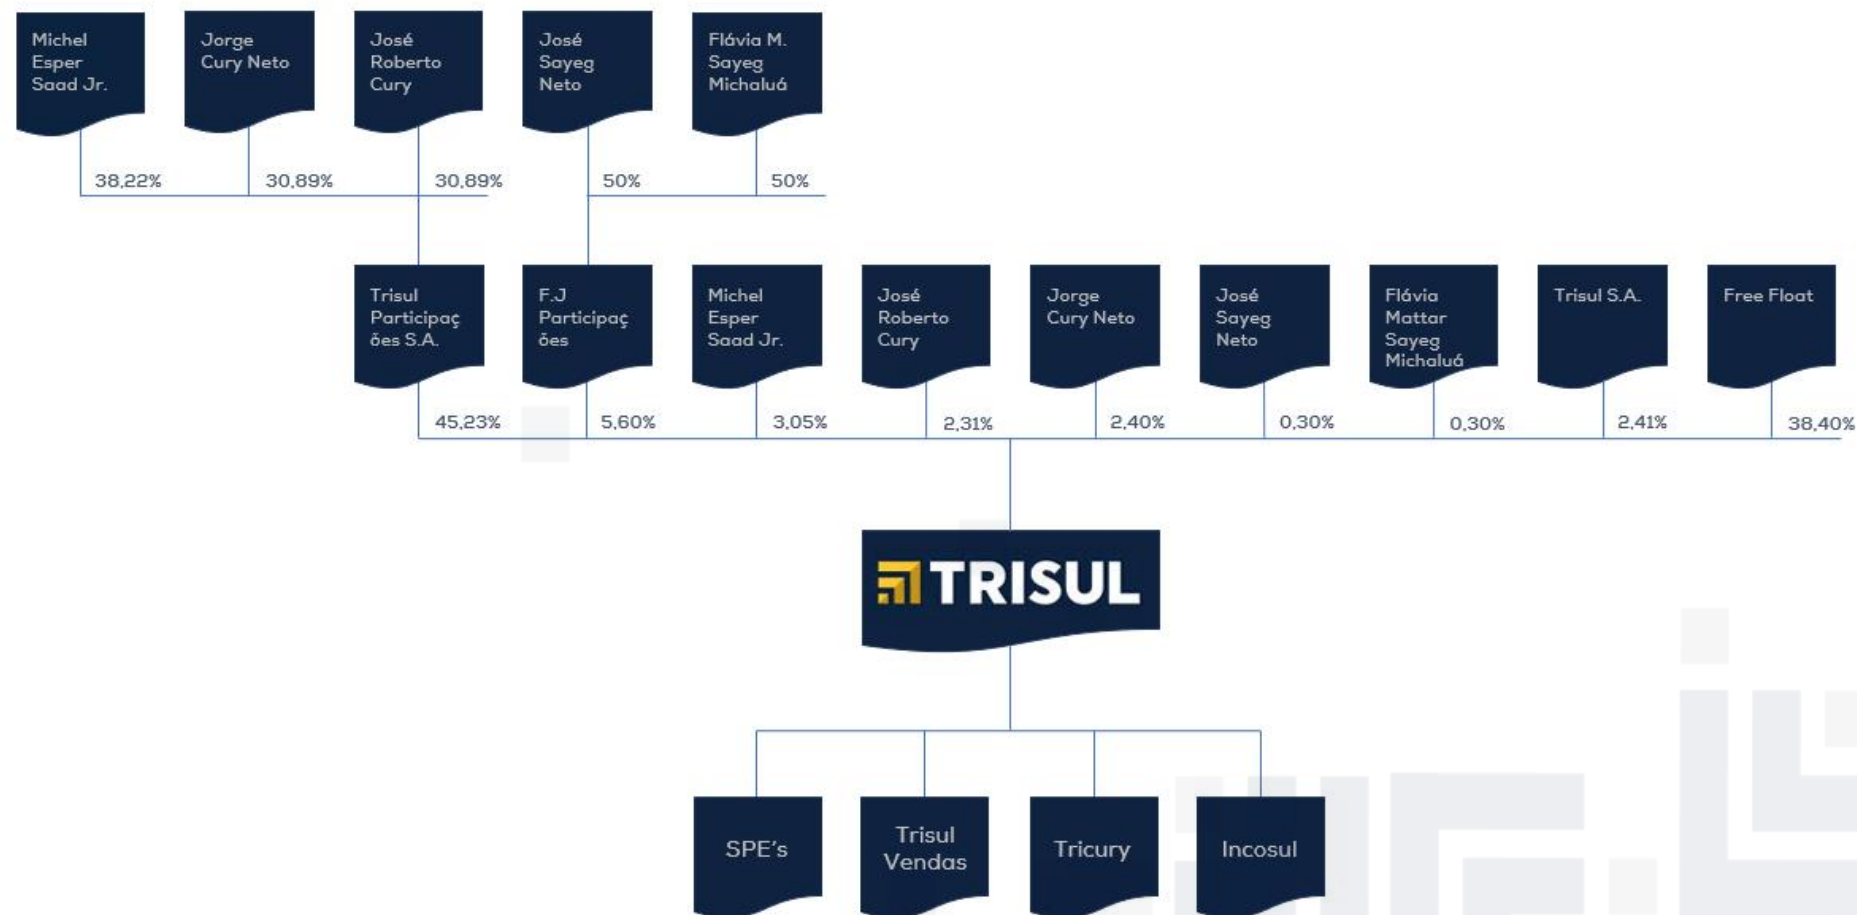 Michel
Esper
Saad Jr.
Jorge
Cury Neto
José
Roberto
Cury
José
Sayeg
Neto
Flávia M.
Sayeg
Michaluá
38,22%
30,89%
30,89%
50%
50%
Trisul
Participaç
ões S.A.
F.J
Participaç
ões
Michel
Esper
Saad Jr.
José
Roberto
Cury
Jorge
Cury Neto
José
Sayeg
Neto
Flávia
Mattar
Sayeg
Michaluá
Trisul S.A.
Free Float
45,23%
5,60%
3,05%
2,31%
2,40%
0,30%
0,30%
2,41%
38,40%
TRISUL
SPE's
Trisul
Vendas
Tricury
Incosul